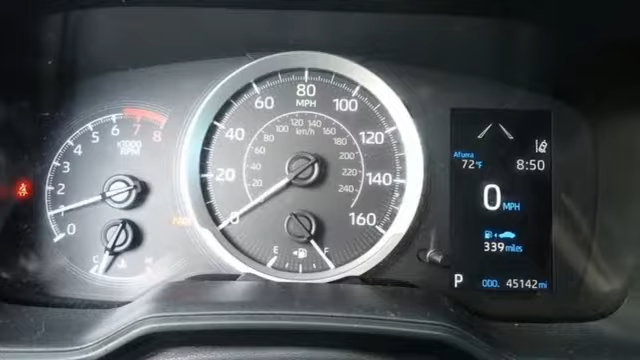 8
7
6
5
4
3
2
1
0
x1000
RPM
C
H
0
20
40
60
80
100
120
140
160
MPH
20
40
60
80
100
120
140
160
180
200
220
240
km/h
E
F
Afuma
72°F
8:50
0 MPH
339 miles
P
ODO. 45142 mi